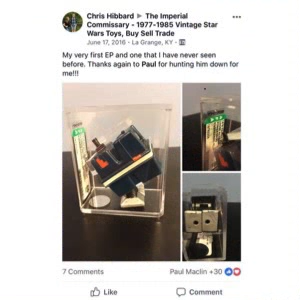 Chris Hibbard ▶ The Imperial
Commissary - 1977-1985 Vintage Star
Wars Toys, Buy Sell Trade
June 17, 2016 · La Grange, KY ·
My very first EP and one that I have never seen
before. Thanks again to Paul for hunting him down for
me!!!
7 Comments
Paul Maclin +30
Like
Comment